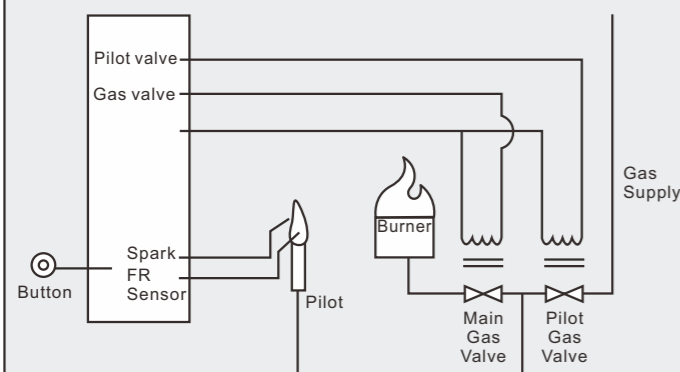 Pilot valve
Gas valve
Gas
Supply
Burner
Spark
FR
Sensor
Button
Pilot
Main
Gas
Valve
Pilot
Gas
Valve